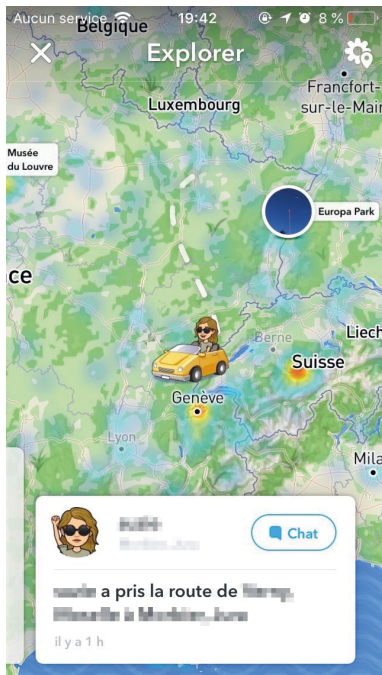 Aucun service 19:42 8 %
Belgique
Explorer
Francfort-
sur-le-Main
Luxembourg
Musée
du Louvre
Europa Park
ce
Berne
Liech
Suisse
Genève
Lyon
Mila
Chat
a pris la route de
il y a 1 h